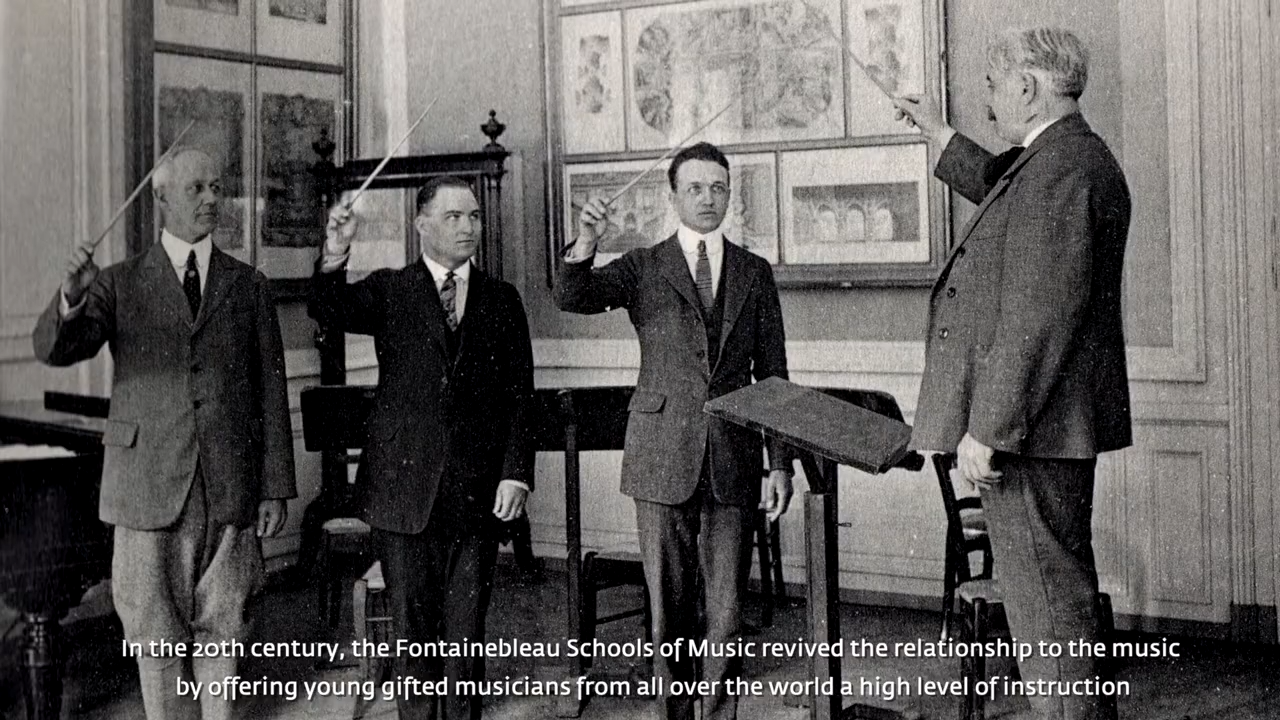 In the 20th century, the Fontainebleau Schools of Music revived the relationship to the music
by offering young gifted musicians from all over the world a high level of instruction